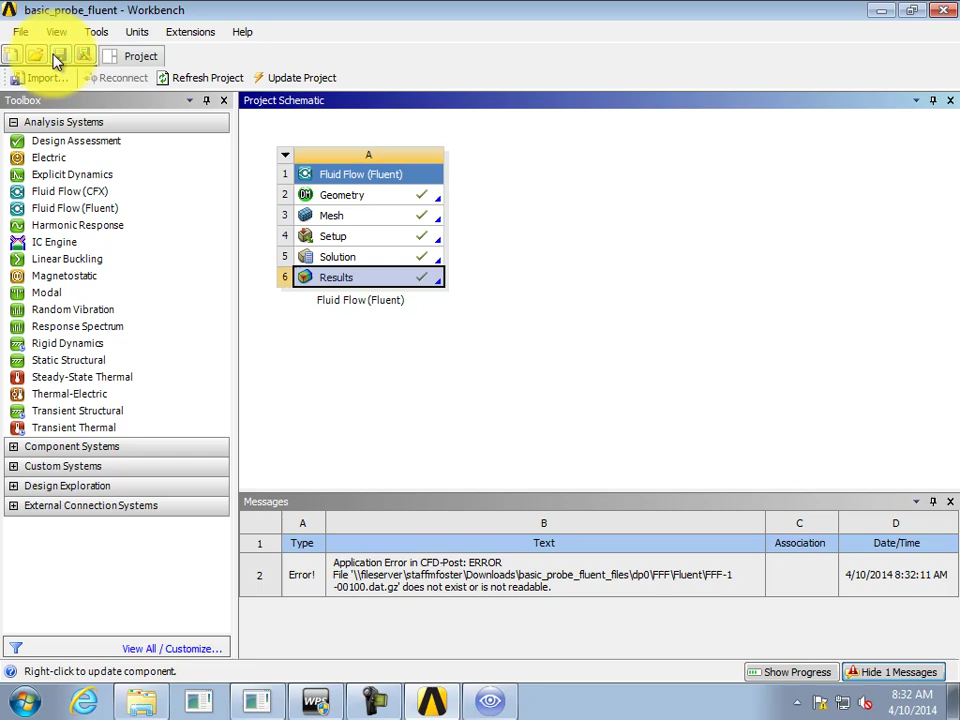 basic_probe_fluent - Workbench
File View Tools Units Extensions Help
Project
Import... Reconnect Refresh Project Update Project
Toolbox
Project Schematic
Analysis Systems
Design Assessment
Electric
Explicit Dynamics
Fluid Flow (CFX)
Fluid Flow (Fluent)
Harmonic Response
IC Engine
Linear Buckling
Magnetostatic
Modal
Random Vibration
Response Spectrum
Rigid Dynamics
Static Structural
Steady-State Thermal
Thermal-Electric
Transient Structural
Transient Thermal
Component Systems
Custom Systems
Design Exploration
External Connection Systems
View All / Customize...
A
1 Fluid Flow (Fluent)
2 Geometry
3 Mesh
4 Setup
5 Solution
6 Results
Fluid Flow (Fluent)
Messages
A B C D
1 Type Text Association Date/Time
2 Error! Application Error in CFD-Post: ERROR
File '\\fileserver\staffmfoster\Downloads\basic_probe_fluent_files\dp0\FFF\Fluent\FFF-1
-00100.dat.gz' does not exist or is not readable.
4/10/2014 8:32:11 AM
Right-click to update component.
Show Progress Hide 1 Messages
WPS
8:32 AM
4/10/2014